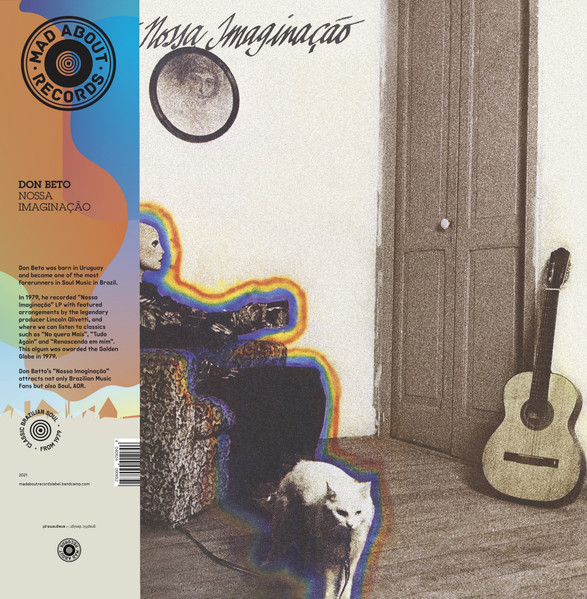 Nossa Imaginação
MAD ABOUT
RECORDS
DON BETO
NOSSA
IMAGINAÇÃO
Don Beto was born in Uruguay
and become one of the most
forerunners in Soul Music in Brazil.
In 1979, he recorded "Nossa
Imaginação" LP with featured
arrangements by the legendary
producer Lincoln Olivetti, and
where we can listen to classics
such as "No quero Mais", "Tudo
Again" and "Renascendo em mim".
This algum was awarded the Golden
Globe in 1979.
Don Betto's "Nossa Imaginação"
attracts not only Brazilian Music
Fans but also Soul, AOR.
CLASSIC BRAZILIAN SOUL
FROM 1979
2021
madaboutrecordslabel.bandcamp.com